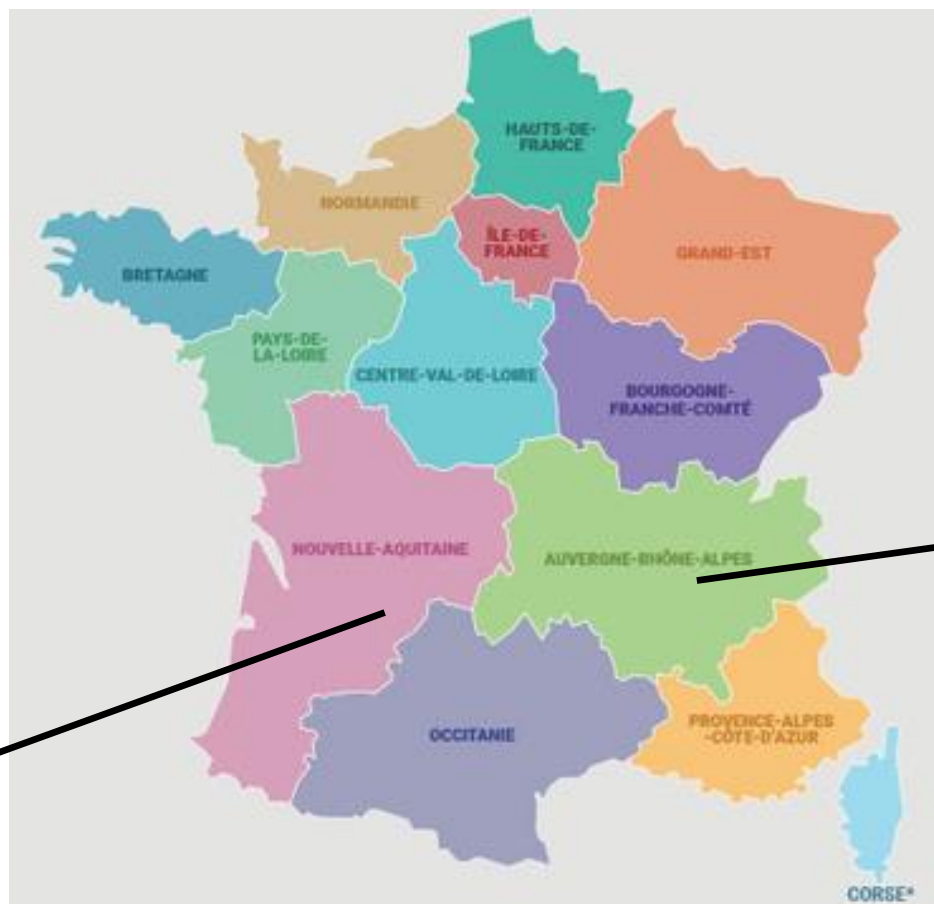 HAUTS-DE-
FRANCE
NORMANDIE
ÎLE-DE-
FRANCE
GRAND-EST
BRETAGNE
PAYS-DE-
LA-LOIRE
CENTRE-VAL-DE-LOIRE
BOURGOGNE-
FRANCHE-COMTÉ
NOUVELLE-AQUITAINE
AUVERGNE-RHÔNE-ALPES
OCCITANIE
PROVENCE-ALPES
-CÔTE-D'AZUR
CORSE*